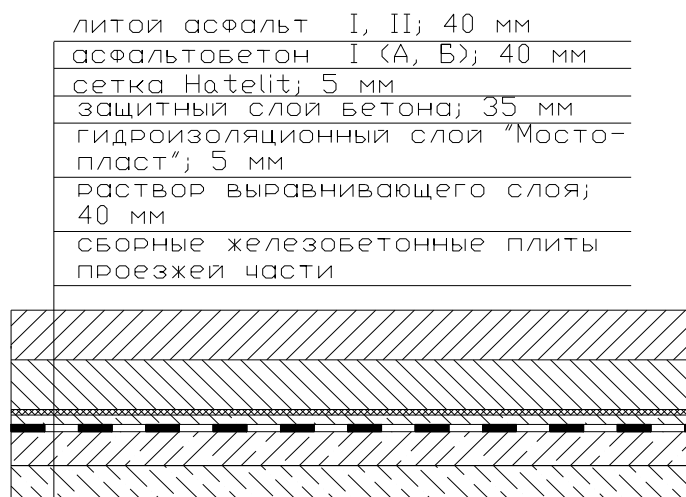 литой асфальт I, II; 40 мм
асфальтобетон I (А, Б); 40 мм
сетка Hatelit; 5 мм
защитный слой бетона; 35 мм
гидроизоляционный слой "Мосто-
пласт"; 5 мм
раствор выравнивающего слоя;
40 мм
сборные железобетонные плиты
проезжей части